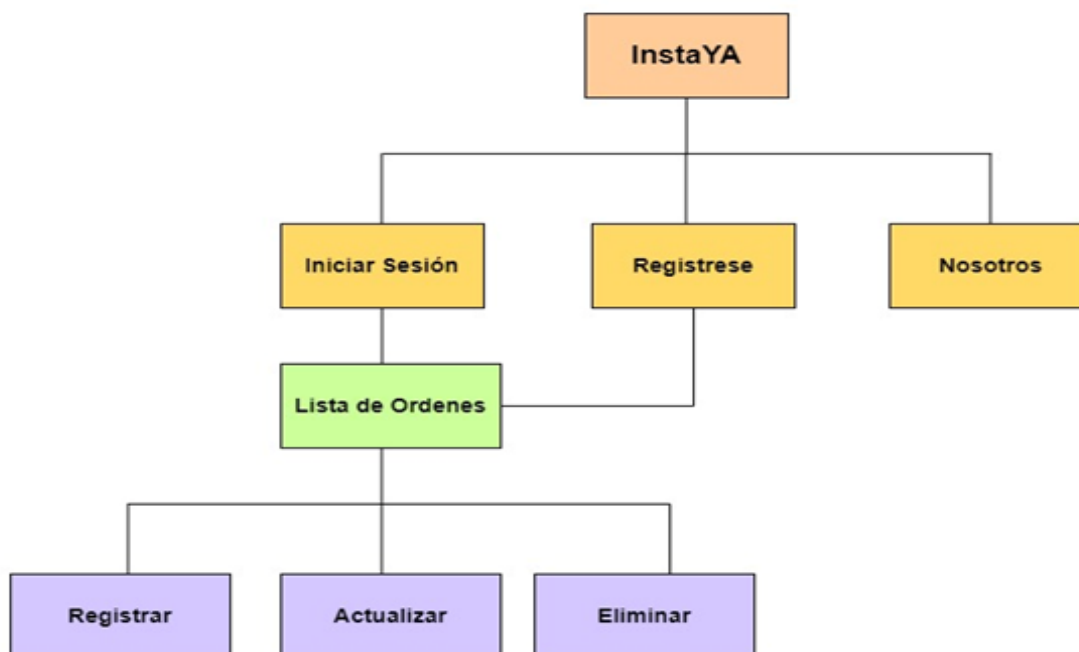 InstaYA
Iniciar Sesión
Registrese
Nosotros
Lista de Ordenes
Registrar
Actualizar
Eliminar